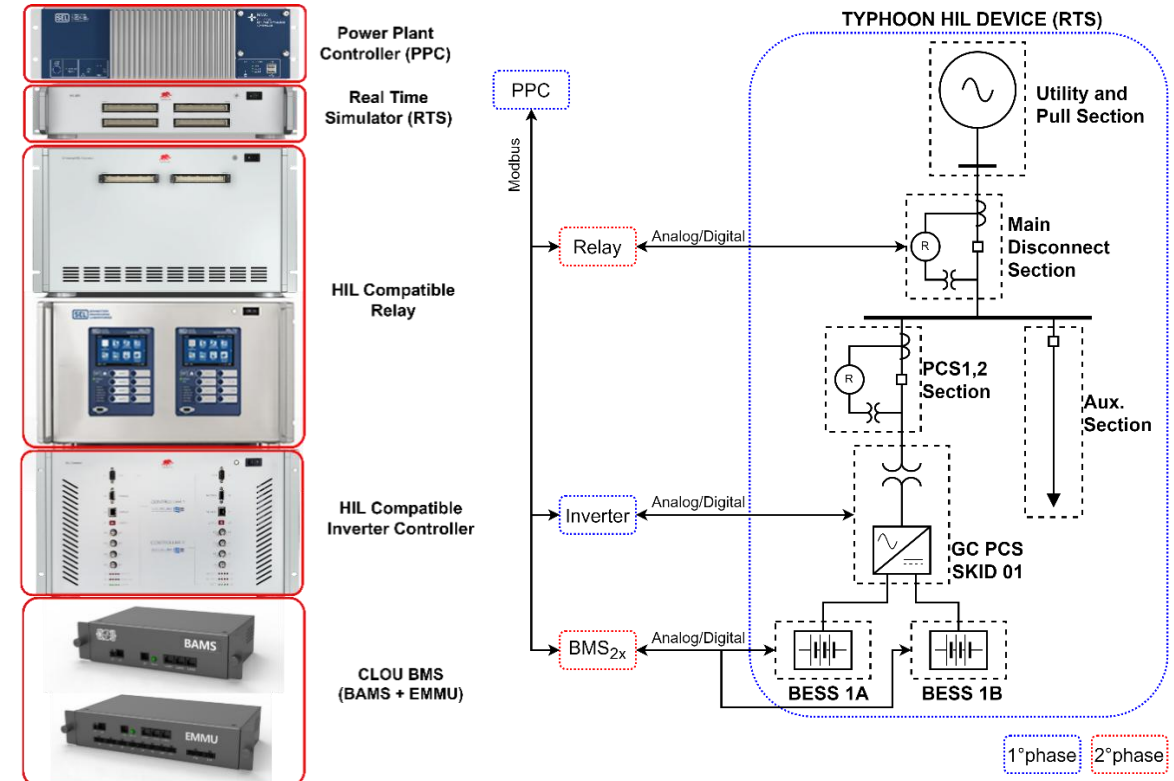 Power Plant
Controller (PPC)
Real Time
Simulator (RTS)
HIL Compatible
Relay
SEL
HIL Compatible
Inverter Controller
BAMS
EMMU
CLOU BMS
(BAMS + EMMU)
TYPHOON HIL DEVICE (RTS)
PPC
Modbus
Utility and
Pull Section
Relay
Analog/Digital
R
Main
Disconnect
Section
R
PCS1,2
Section
Aux.
Section
Inverter
Analog/Digital
GC PCS
SKID 01
BMS2x
Analog/Digital
BESS 1A
BESS 1B
1°phase
2°phase